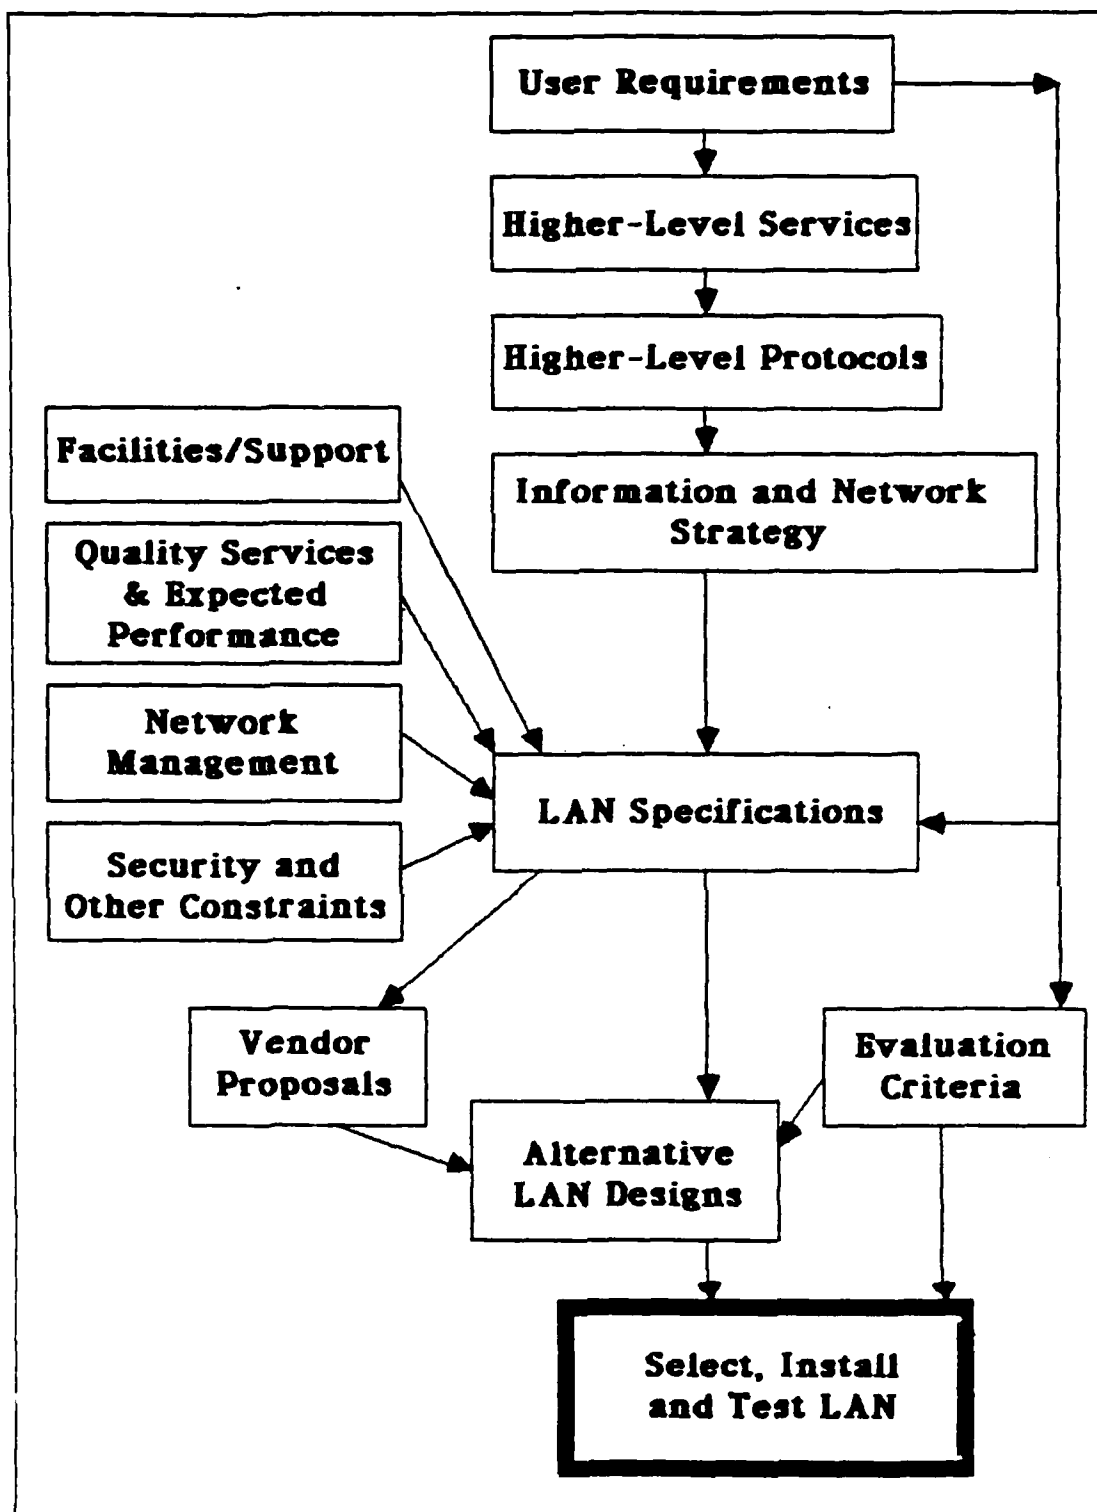 User Requirements
Higher-Level Services
Higher-Level Protocols
Facilities/Support
Information and Network
Strategy
Quality Services
& Expected
Performance
Network
Management
LAN Specifications
Security and
Other Constraints
Vendor
Proposals
Evaluation
Criteria
Alternative
LAN Designs
Select, Install
and Test LAN